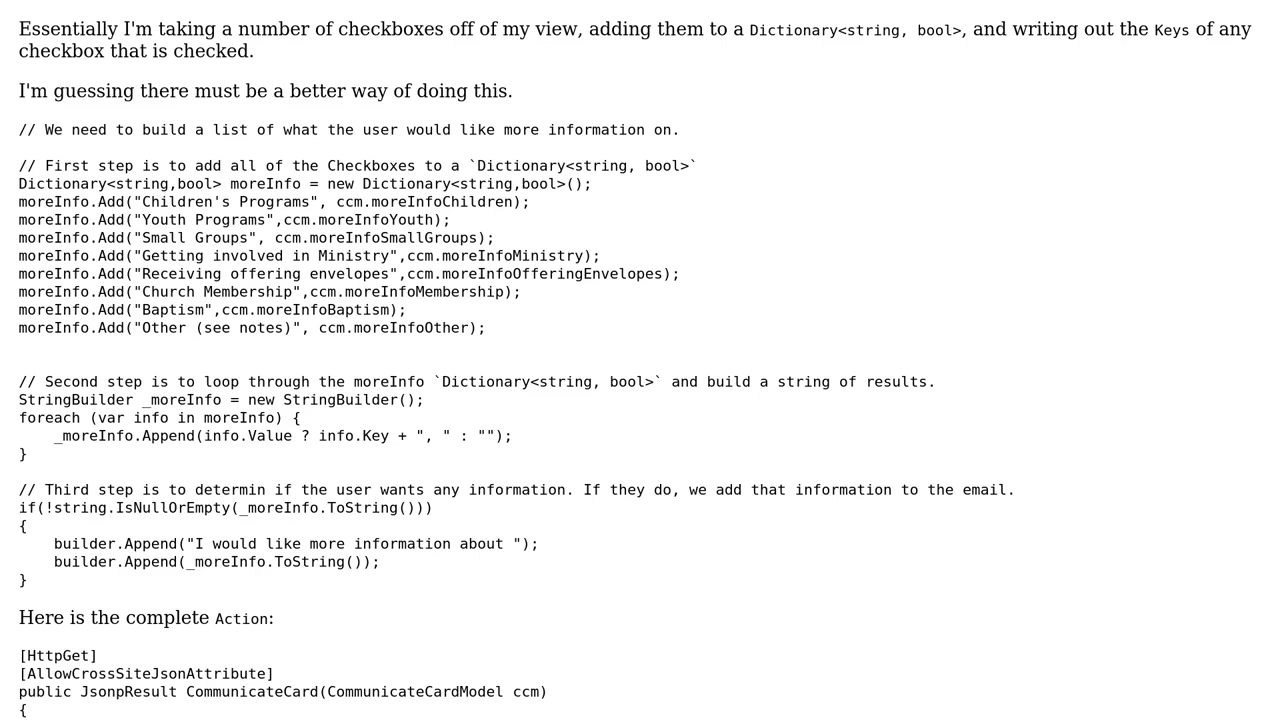 Essentially I'm taking a number of checkboxes off of my view, adding them to a Dictionary<string, bool>, and writing out the Keys of any
checkbox that is checked.
I'm guessing there must be a better way of doing this.
// We need to build a list of what the user would like more information on.
// First step is to add all of the Checkboxes to a `Dictionary<string, bool>`
Dictionary<string,bool> moreInfo = new Dictionary<string,bool>();
moreInfo.Add("Children's Programs", ccm.moreInfoChildren);
moreInfo.Add("Youth Programs",ccm.moreInfoYouth);
moreInfo.Add("Small Groups", ccm.moreInfoSmallGroups);
moreInfo.Add("Getting involved in Ministry",ccm.moreInfoMinistry);
moreInfo.Add("Receiving offering envelopes",ccm.moreInfoOfferingEnvelopes);
moreInfo.Add("Church Membership",ccm.moreInfoMembership);
moreInfo.Add("Baptism",ccm.moreInfoBaptism);
moreInfo.Add("Other (see notes)", ccm.moreInfoOther);
// Second step is to loop through the moreInfo `Dictionary<string, bool>` and build a string of results.
StringBuilder _moreInfo = new StringBuilder();
foreach (var info in moreInfo) {
    _moreInfo.Append(info.Value ? info.Key + ", " : "");
}
// Third step is to determin if the user wants any information. If they do, we add that information to the email.
if(!string.IsNullOrEmpty(_moreInfo.ToString()))
{
    builder.Append("I would like more information about ");
    builder.Append(_moreInfo.ToString());
}
Here is the complete Action:
[HttpGet]
[AllowCrossSiteJsonAttribute]
public JsonpResult CommunicateCard(CommunicateCardModel ccm)
{